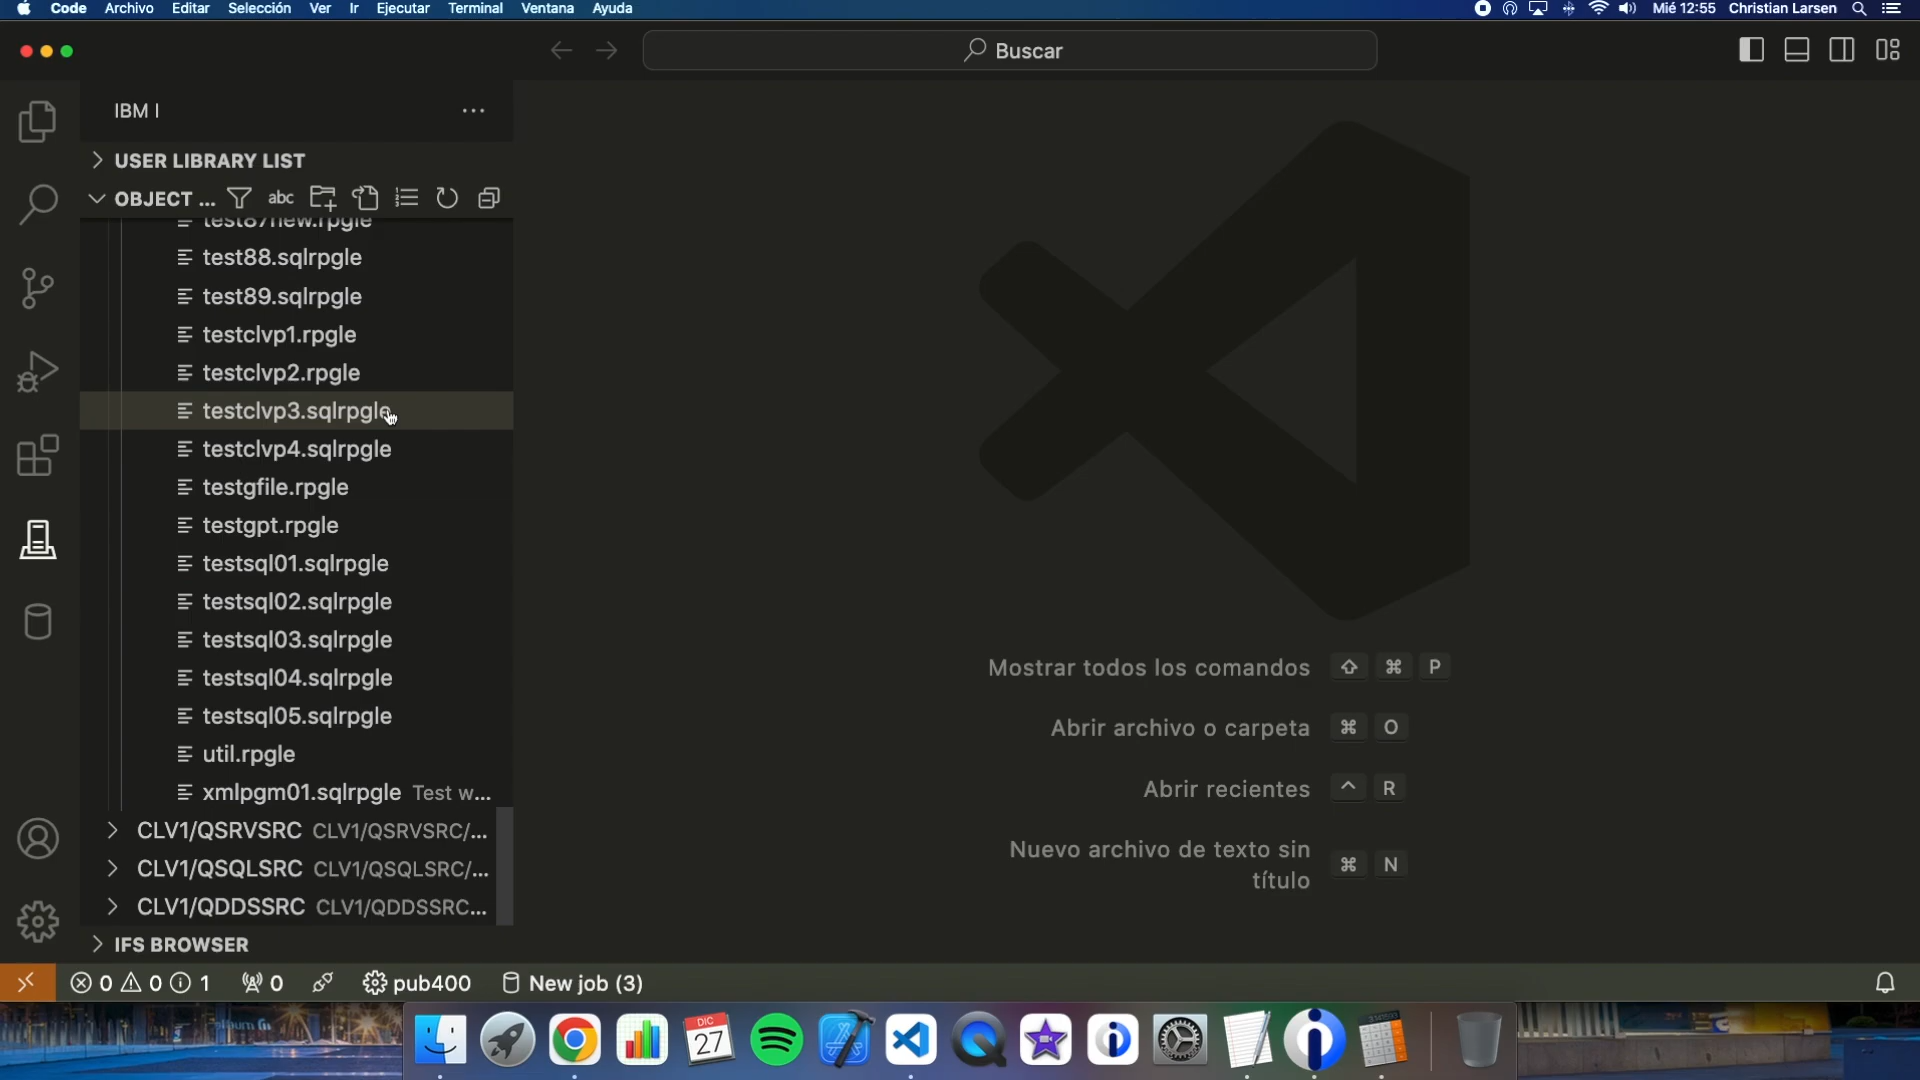 Code Archivo Editar Selección Ver Ir Ejecutar Terminal Ventana Ayuda Mié 12:55 Christian Larsen
Buscar
IBM I
USER LIBRARY LIST
OBJECT ... abc
test87new.rpgle
test88.sqlrpgle
test89.sqlrpgle
testclvp1.rpgle
testclvp2.rpgle
testclvp3.sqlrpgle
testclvp4.sqlrpgle
testgfile.rpgle
testgpt.rpgle
testsql01.sqlrpgle
testsql02.sqlrpgle
testsql03.sqlrpgle
testsql04.sqlrpgle
testsql05.sqlrpgle
util.rpgle
xmlpgm01.sqlrpgle Test w...
CLV1/QSRVSRC CLV1/QSRVSRC/...
CLV1/QSQLSRC CLV1/QSQLSRC/...
CLV1/QDDSSRC CLV1/QDDSSRC...
IFS BROWSER
Mostrar todos los comandos ⇧ ⌘ P
Abrir archivo o carpeta ⌘ O
Abrir recientes ^ R
Nuevo archivo de texto sin
título ⌘ N
0 0 1 0 pub400 New job (3)
DIC
27